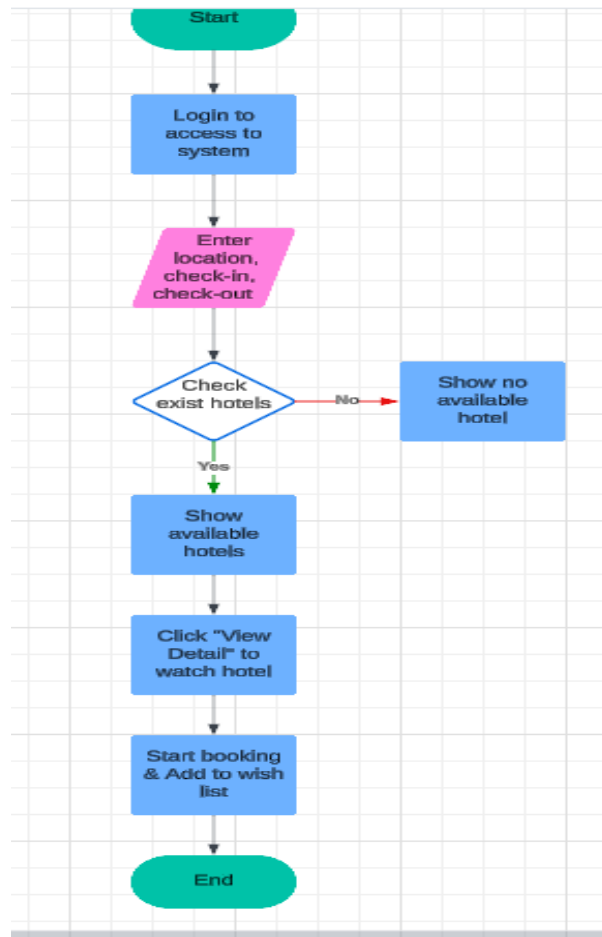 Start
Login to
access to
system
Enter
location,
check-in,
check-out
Check
exist hotels
No
Show no
available
hotel
Yes
Show
available
hotels
Click "View
Detail" to
watch hotel
Start booking
& Add to wish
list
End